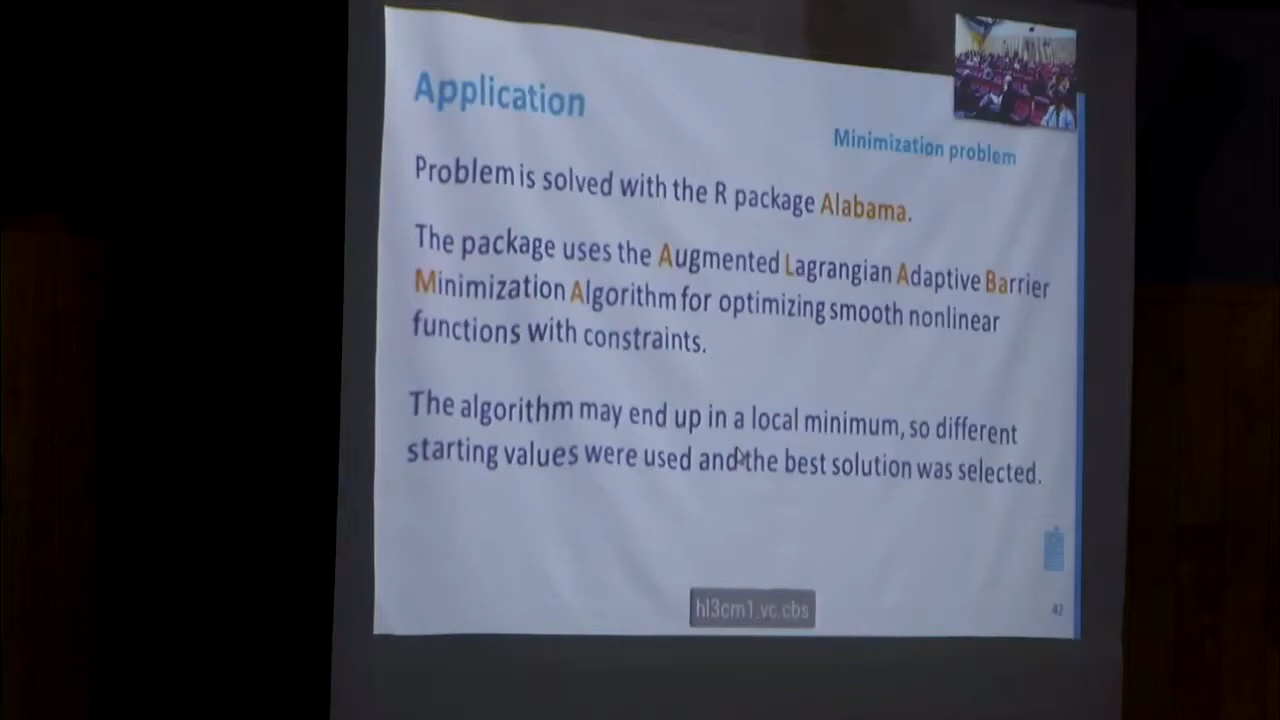 Application
Minimization problem
Problem is solved with the R package Alabama.
The package uses the Augmented Lagrangian Adaptive Barrier
Minimization Algorithm for optimizing smooth nonlinear
functions with constraints.
The algorithm may end up in a local minimum, so different
starting values were used and the best solution was selected.
hl3cm1.vc.cbs
42